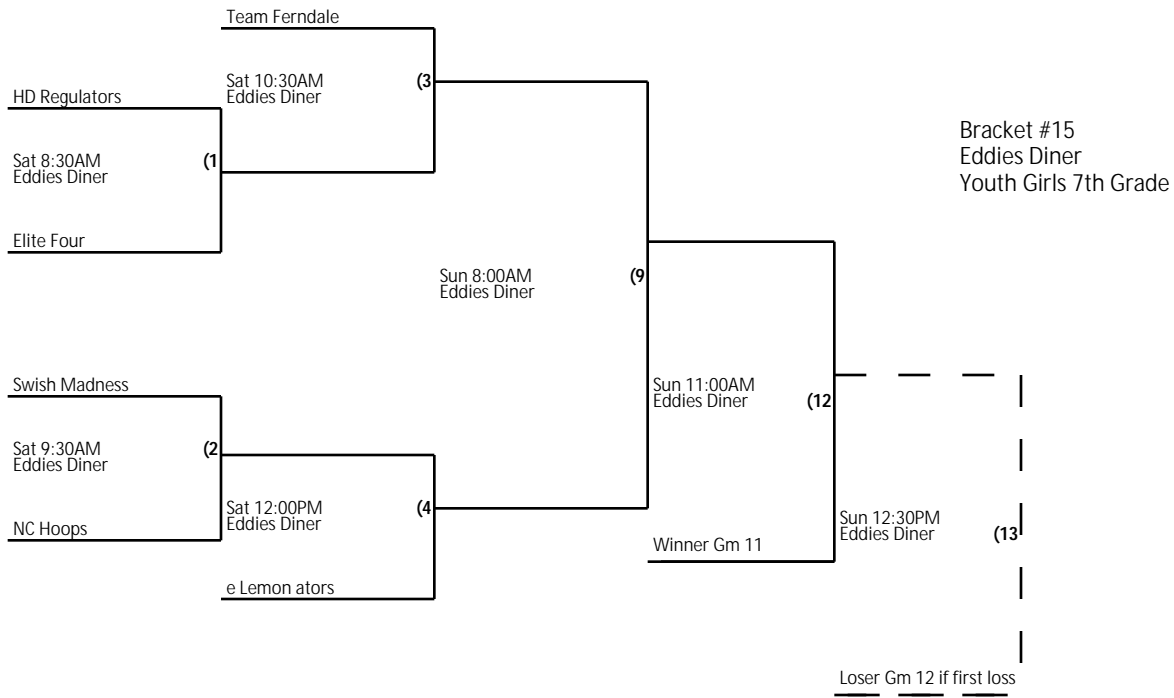 Team Ferndale
Sat 10:30AM
Eddies Diner
(3
HD Regulators
Sat 8:30AM
Eddies Diner
(1
Elite Four
Bracket #15
Eddies Diner
Youth Girls 7th Grade
Sun 8:00AM
Eddies Diner
(9
Swish Madness
Sat 9:30AM
Eddies Diner
(2
NC Hoops
Sat 12:00PM
Eddies Diner
(4
e Lemon ators
Sun 11:00AM
Eddies Diner
(12
Winner Gm 11
Sun 12:30PM
Eddies Diner
(13
Loser Gm 12 if first loss